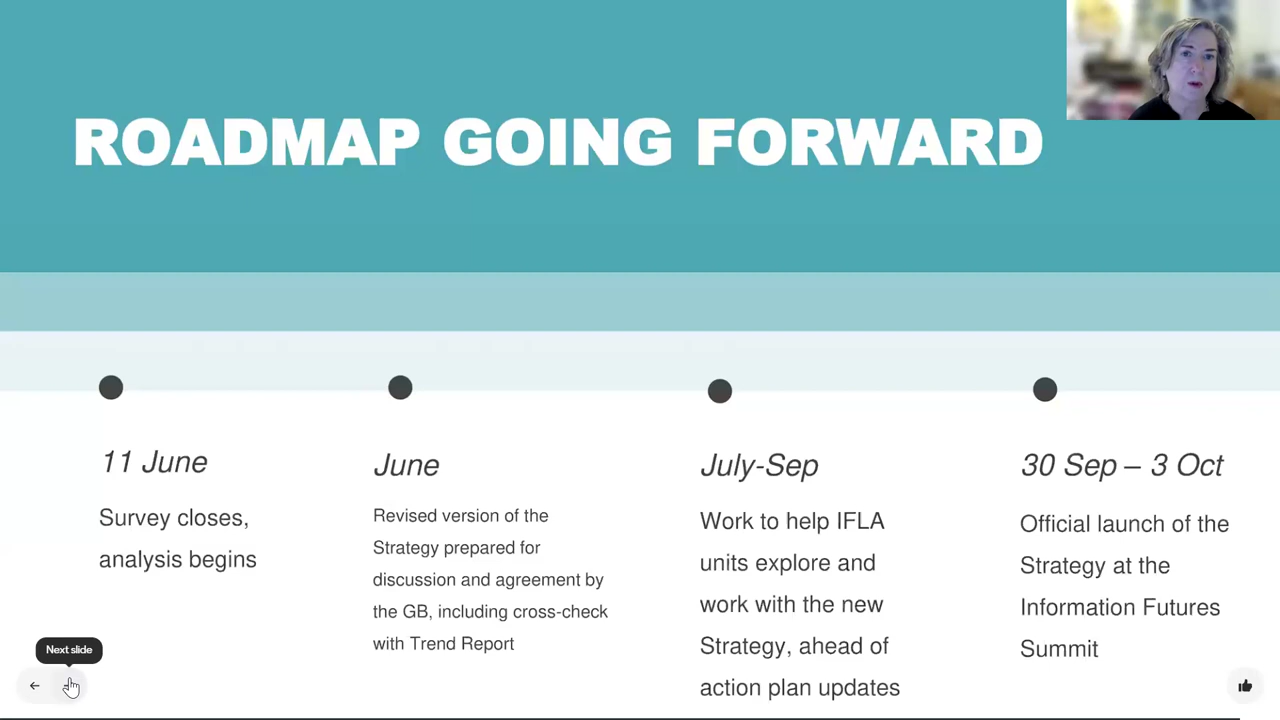 ROADMAP GOING FORWARD
11 June
Survey closes,
analysis begins
June
Revised version of the
Strategy prepared for
discussion and agreement by
the GB, including cross-check
with Trend Report
July-Sep
Work to help IFLA
units explore and
work with the new
Strategy, ahead of
action plan updates
30 Sep – 3 Oct
Official launch of the
Strategy at the
Information Futures
Summit
Next slide